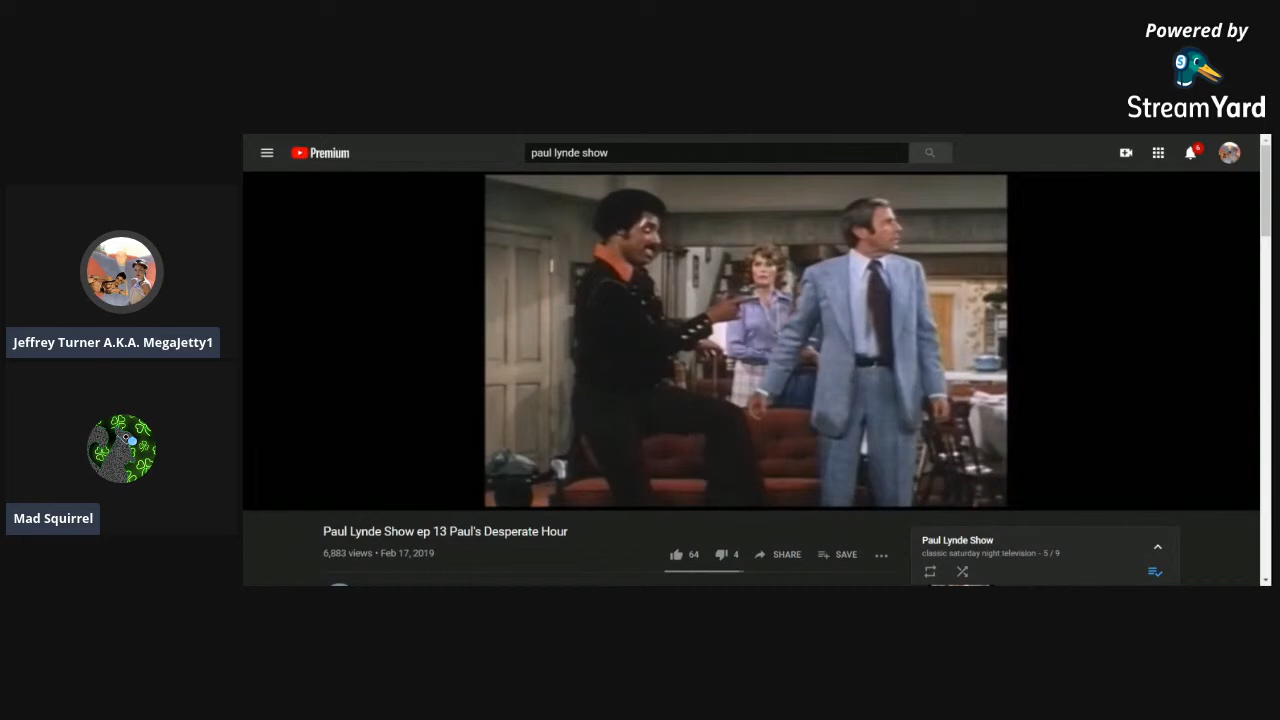 Powered by
StreamYard
Premium
paul lynde show
6
Jeffrey Turner A.K.A. MegaJetty1
Mad Squirrel
Paul Lynde Show ep 13 Paul's Desperate Hour
6,883 views • Feb 17, 2019
64
4
SHARE
SAVE
Paul Lynde Show
classic saturday night television - 5 / 9